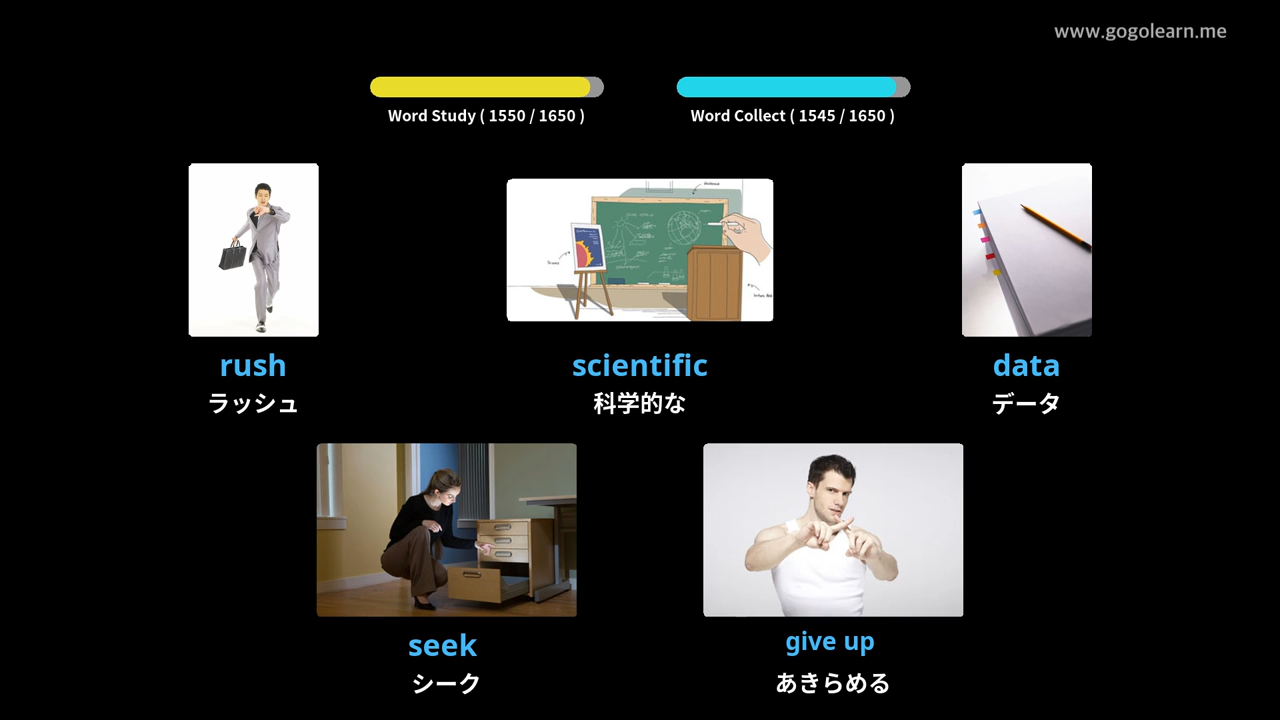 www.gogolearn.me
Word Study ( 1550 / 1650 )
Word Collect ( 1545 / 1650 )
rush
ラッシュ
scientific
科学的な
data
データ
seek
シーク
give up
あきらめる